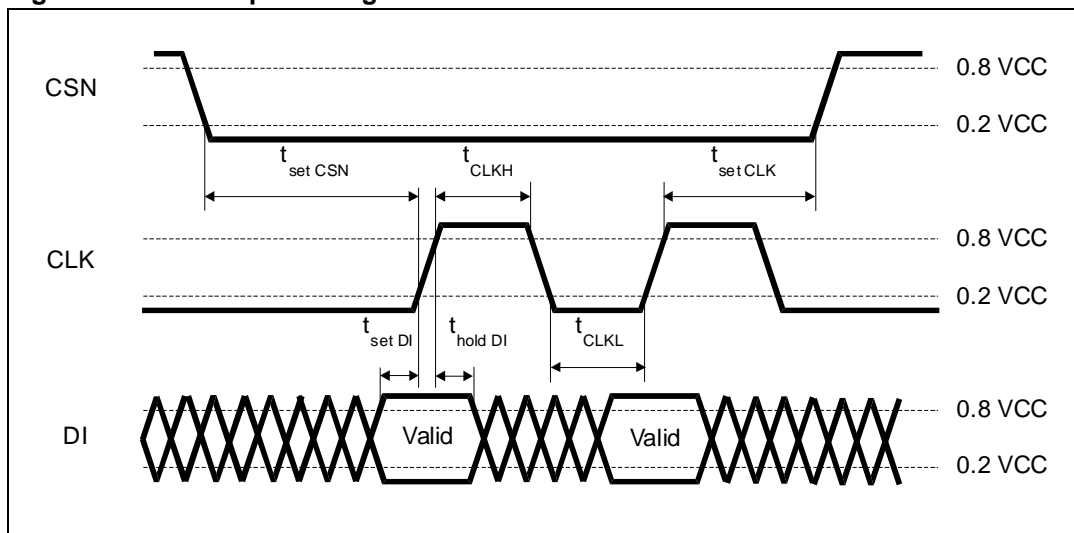 CSN
0.8 VCC
0.2 VCC
t set CSN
t CLKH
t set CLK
CLK
0.8 VCC
0.2 VCC
t set DI
t hold DI
t CLKL
DI
Valid
Valid
0.8 VCC
0.2 VCC